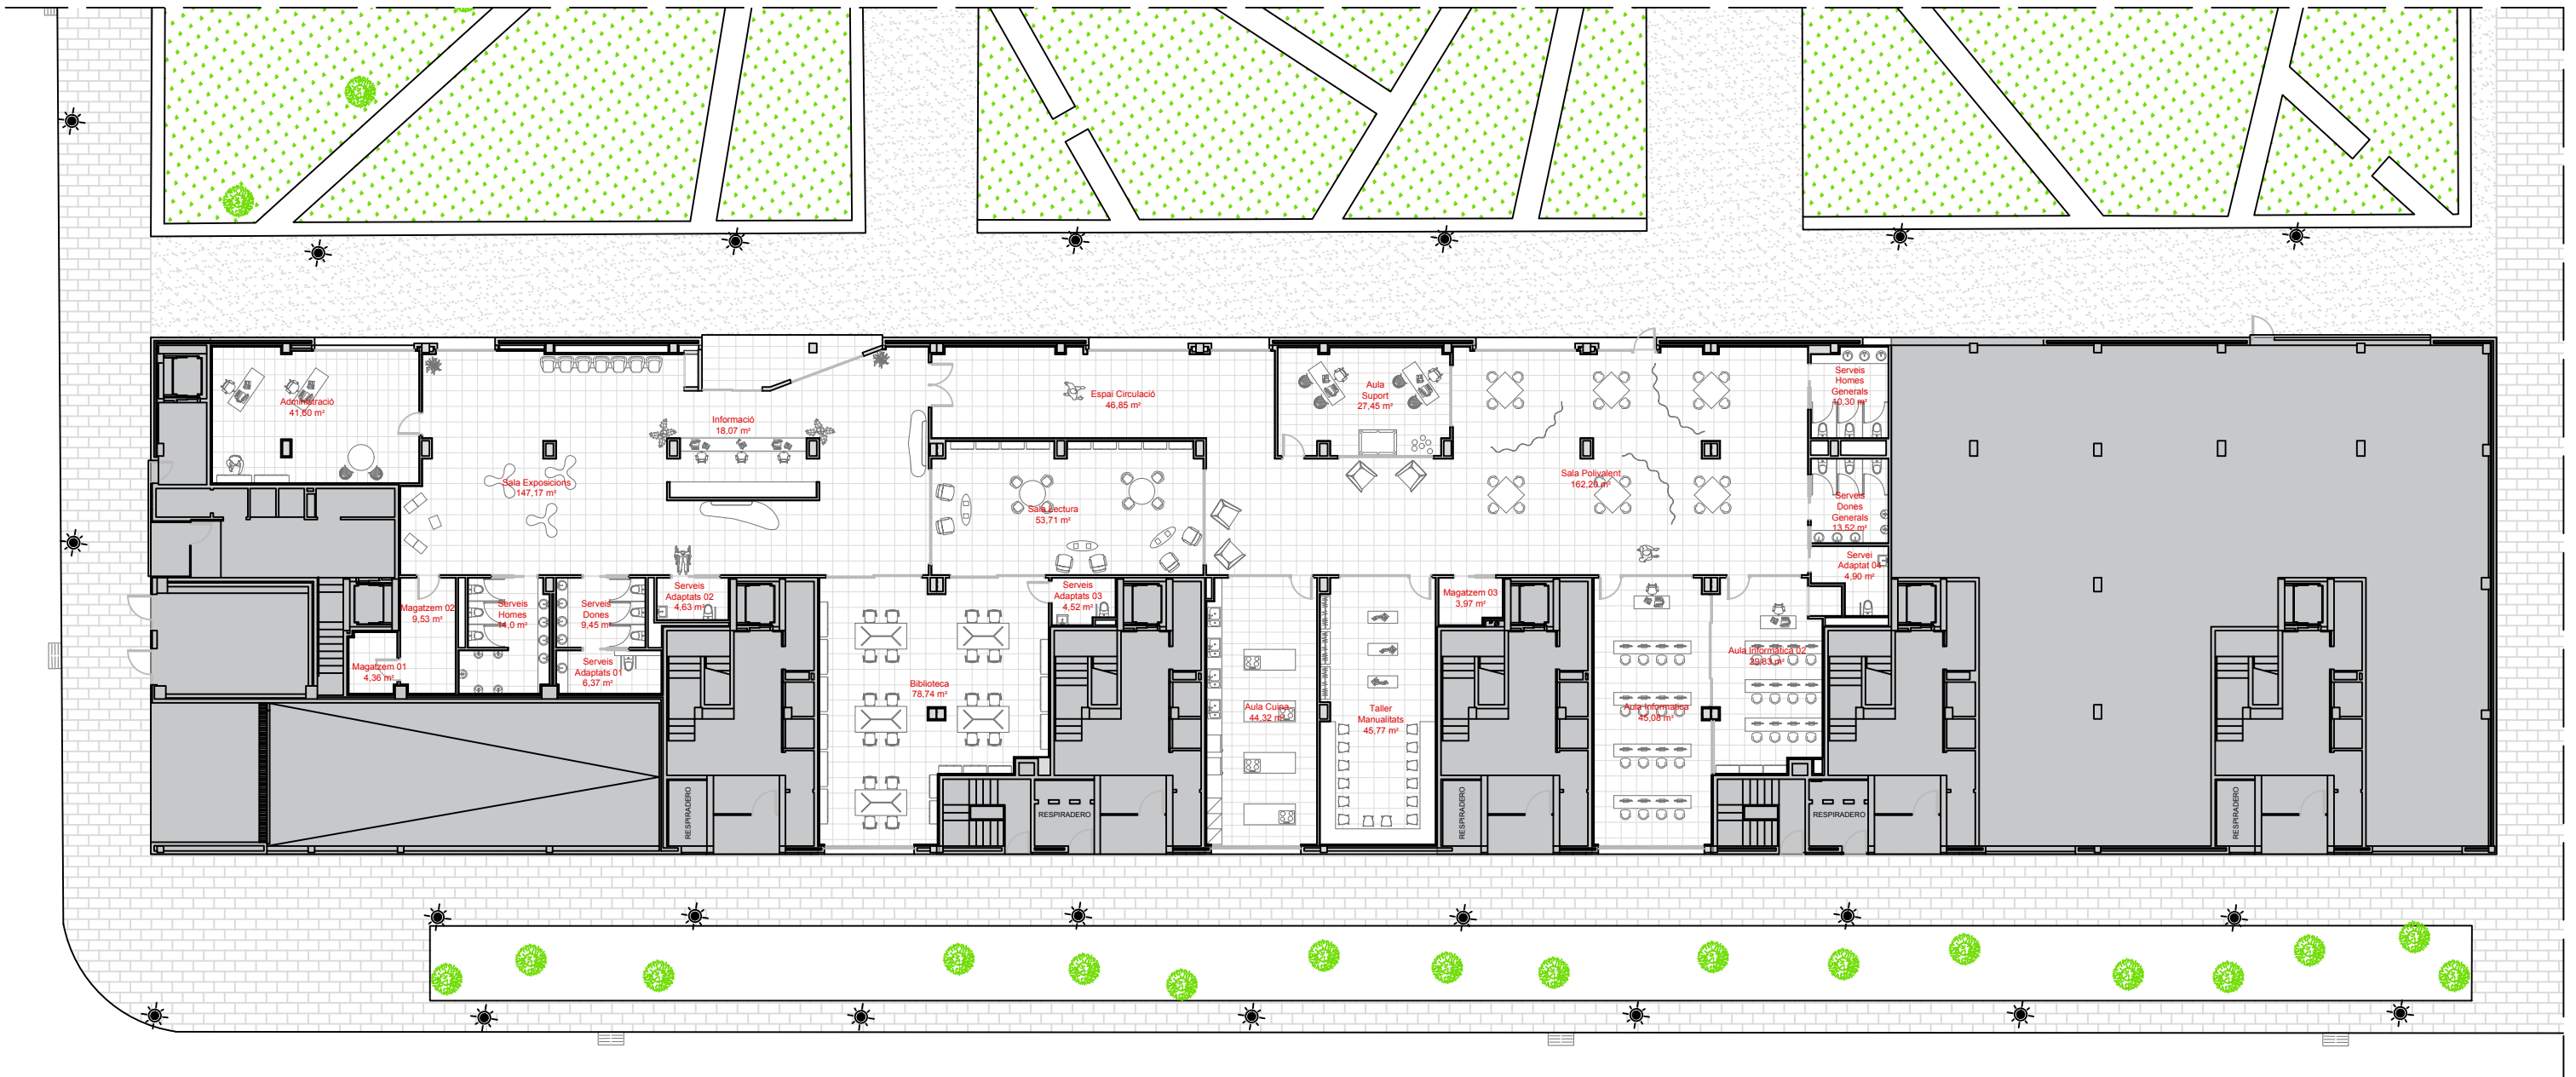 Administració
41,60 m²
Informació
18,07 m²
Espai Circulació
46,85 m²
Aula
Suport
27,45 m²
Serveis
Homes
Generals
10,30 m²
Sala Exposicions
147,17 m²
Sala Lectura
53,71 m²
Sala Polivalent
162,20 m²
Serveis
Dones
Generals
13,52 m²
Servei
Adaptat 04
4,90 m²
Magatzem 02
9,53 m²
Serveis
Homes
14,0 m²
Serveis
Dones
9,45 m²
Serveis
Adaptats 02
4,63 m²
Serveis
Adaptats 03
4,52 m²
Magatzem 03
3,97 m²
Magatzem 01
4,36 m²
Serveis
Adaptats 01
6,37 m²
Biblioteca
78,74 m²
Aula Cuina
44,32 m²
Taller
Manualitats
45,77 m²
Aula Informàtica
45,08 m²
Aula Informàtica 02
RESPIRADERO
RESPIRADERO
RESPIRADERO
RESPIRADERO
RESPIRADERO